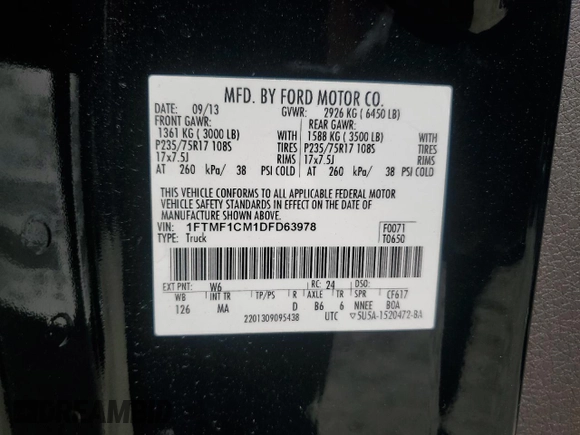 MFD. BY FORD MOTOR CO.
DATE: 09/13 GVWR: 2926 KG ( 6450 LB)
FRONT GAWR: REAR GAWR:
1361 KG ( 3000 LB) WITH 1588 KG ( 3500 LB) WITH
P235/75R17 108S TIRES P235/75R17 108S TIRES
17x7.5J RIMS 17x7.5J RIMS
AT 260 kPa/ 38 PSI COLD AT 260 kPa/ 38 PSI COLD
THIS VEHICLE CONFORMS TO ALL APPLICABLE FEDERAL MOTOR
VEHICLE SAFETY STANDARDS IN EFFECT ON THE DATE OF
MANUFACTURE SHOWN ABOVE.
VIN: 1FTMF1CM1DFD63978 F0071
TYPE: Truck T0650
EXT PNT: W6 RC: 24 DSO:
WB INT TR TP/PS R AXLE TR SPR CF617
126 MA D B6 6 NNEE BOA
2201309095438 UTC ▽5U5A-1520472-BA
DREAMBID